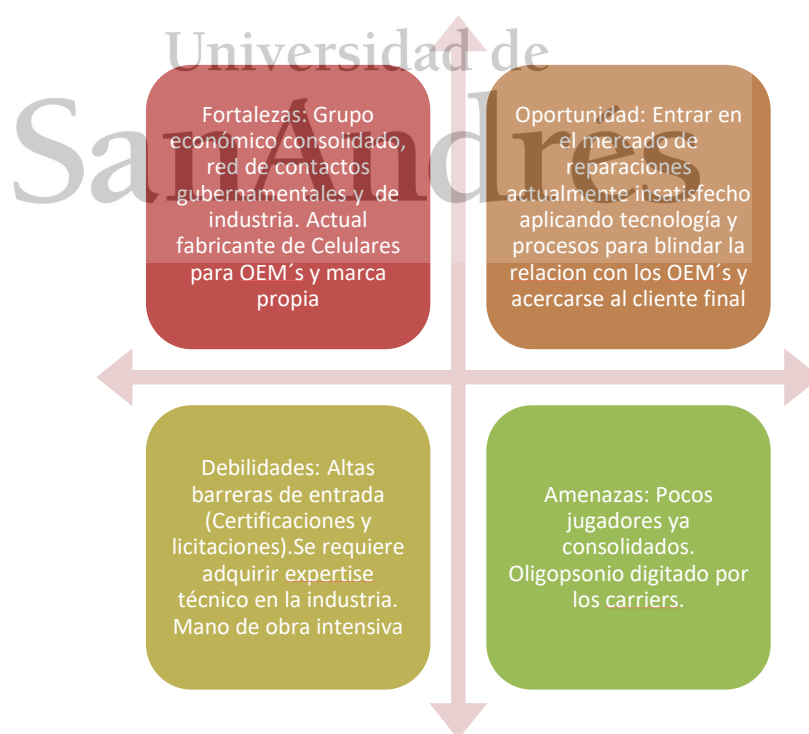 Universidad de
SanAndrés
Fortalezas: Grupo
económico consolidado,
red de contactos
gubernamentales y  de
industria. Actual
fabricante de Celulares
para OEM´s y marca
propia
Oportunidad: Entrar en
el mercado de
reparaciones
actualmente insatisfecho
aplicando tecnología y
procesos para blindar la
relacion con los OEM´s y
acercarse al cliente final
Debilidades: Altas
barreras de entrada
(Certificaciones y
licitaciones).Se requiere
adquirir expertise
técnico en la industria.
Mano de obra intensiva
Amenazas: Pocos
jugadores ya
consolidados.
Oligopsonio digitado por
los carriers.